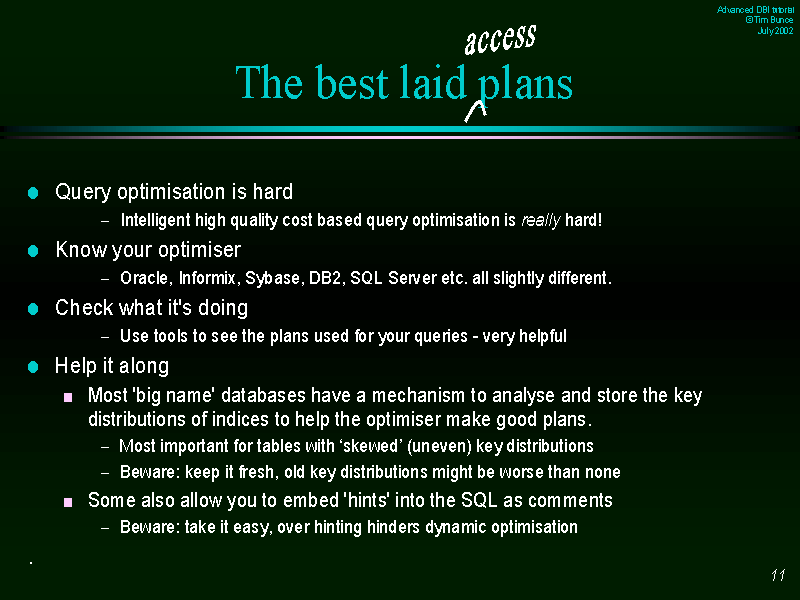 Advanced DBI tutorial
© Tim Bunce
July 2002
access
The best laid plans
Query optimisation is hard
– Intelligent high quality cost based query optimisation is really hard!
Know your optimiser
– Oracle, Informix, Sybase, DB2, SQL Server etc. all slightly different.
Check what it's doing
– Use tools to see the plans used for your queries - very helpful
Help it along
Most 'big name' databases have a mechanism to analyse and store the key
distributions of indices to help the optimiser make good plans.
– Most important for tables with ‘skewed’ (uneven) key distributions
– Beware: keep it fresh, old key distributions might be worse than none
Some also allow you to embed 'hints' into the SQL as comments
– Beware: take it easy, over hinting hinders dynamic optimisation
.
11